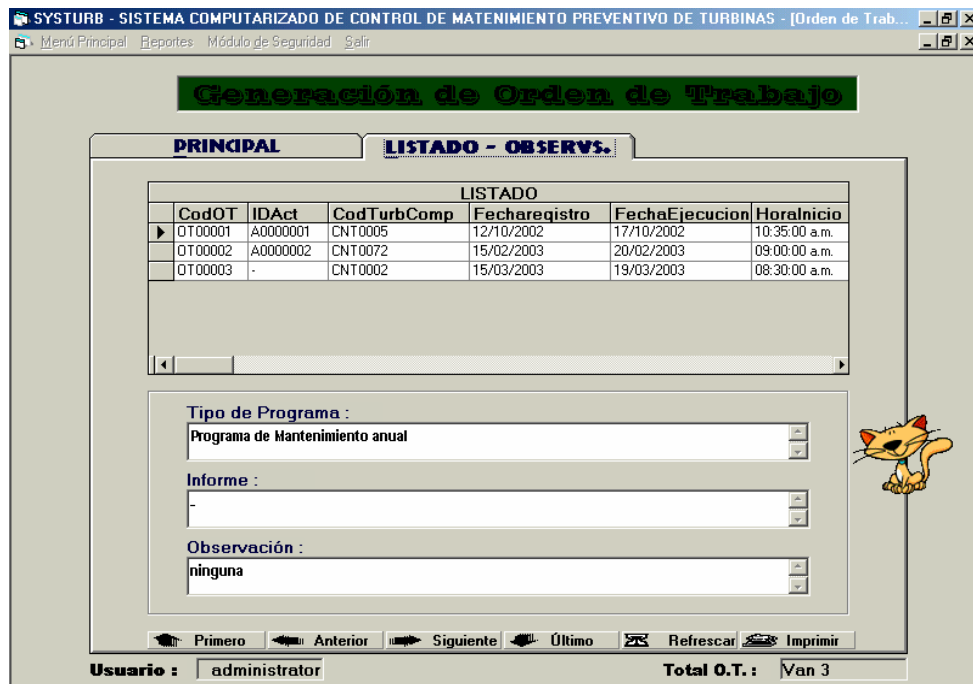 SYSTURB - SISTEMA COMPUTARIZADO DE CONTROL DE MATENIMIENTO PREVENTIVO DE TURBINAS - [Orden de Trab...
Menú Principal Reportes Módulo de Seguridad Salir
Generación de Orden de Trabajo
PRINCIPAL LISTADO - OBSERVS.
LISTADO
CodOT IDAct CodTurbComp Fecharegistro FechaEjecucion HoraInicio
OT00001 A0000001 CNT0005 12/10/2002 17/10/2002 10:35:00 a.m.
OT00002 A0000002 CNT0072 15/02/2003 20/02/2003 09:00:00 a.m.
OT00003 - CNT0002 15/03/2003 19/03/2003 08:30:00 a.m.
Tipo de Programa :
Programa de Mantenimiento anual
Informe :
-
Observación :
ninguna
Primero Anterior Siguiente Último Refrescar Imprimir
Usuario : administrator Total O.T. : Van 3